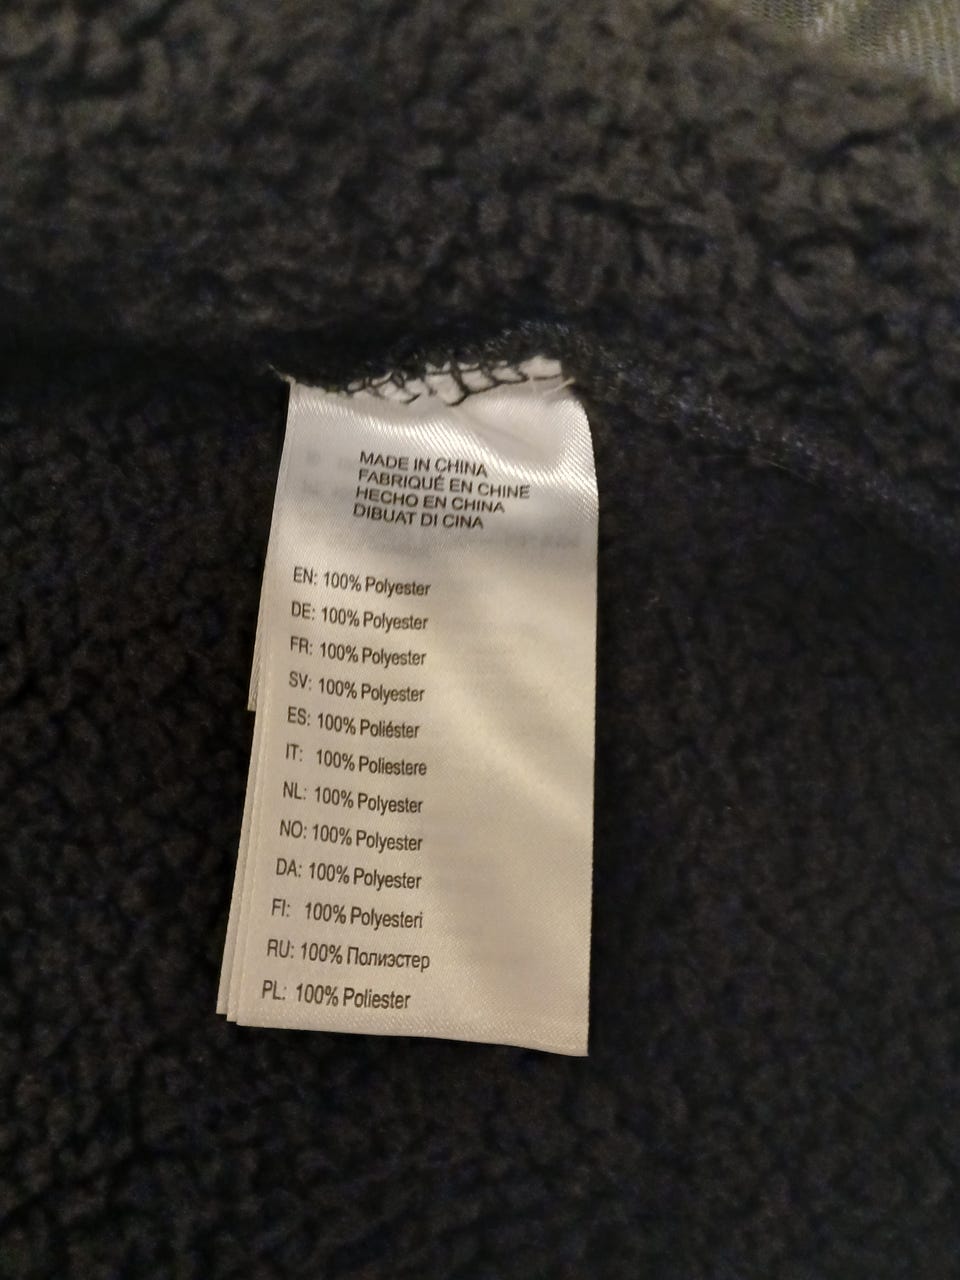 MADE IN CHINA
FABRIQUÉ EN CHINE
HECHO EN CHINA
DIBUAT DI CINA
EN: 100% Polyester
DE: 100% Polyester
FR: 100% Polyester
SV: 100% Polyester
ES: 100% Poliéster
IT: 100% Poliestere
NL: 100% Polyester
NO: 100% Polyester
DA: 100% Polyester
FI: 100% Polyesteri
RU: 100% Полиэстер
PL: 100% Poliester